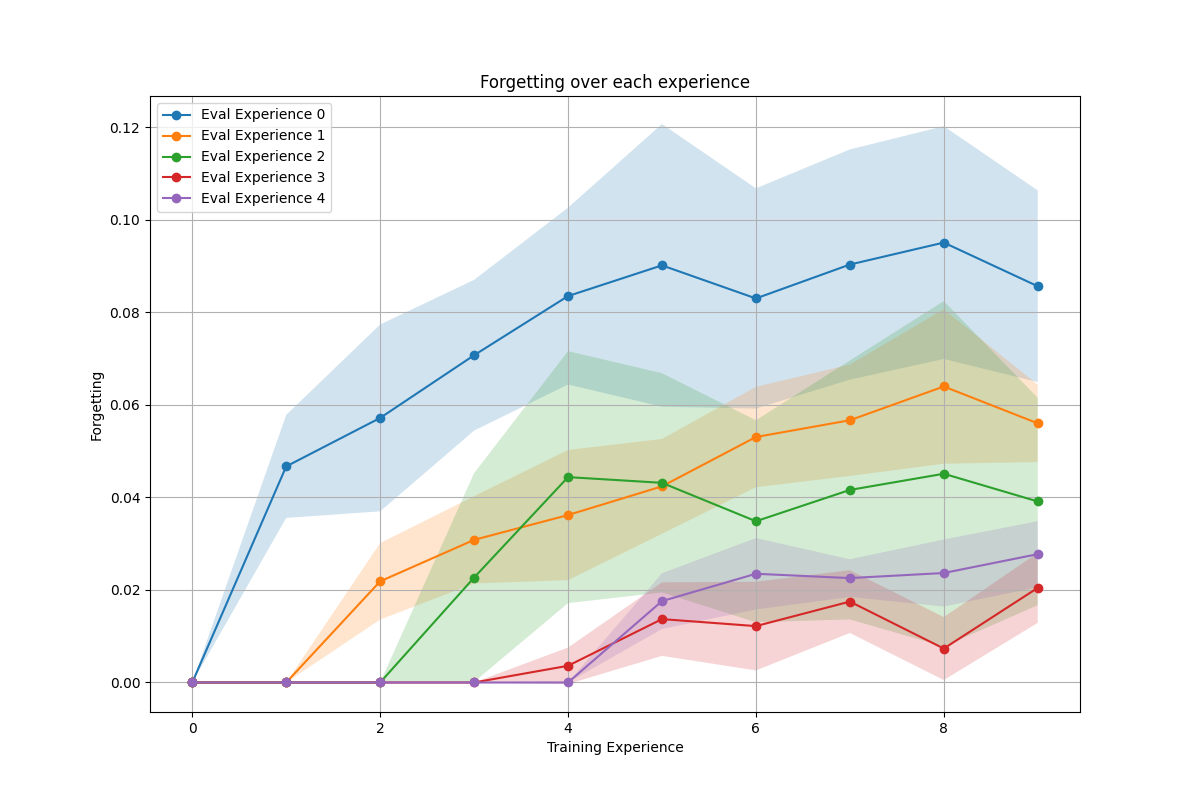 Forgetting over each experience
Eval Experience 0
Eval Experience 1
Eval Experience 2
Eval Experience 3
Eval Experience 4
0.12
0.10
0.08
0.06
0.04
0.02
0.00
Forgetting
0 2 4 6 8
Training Experience